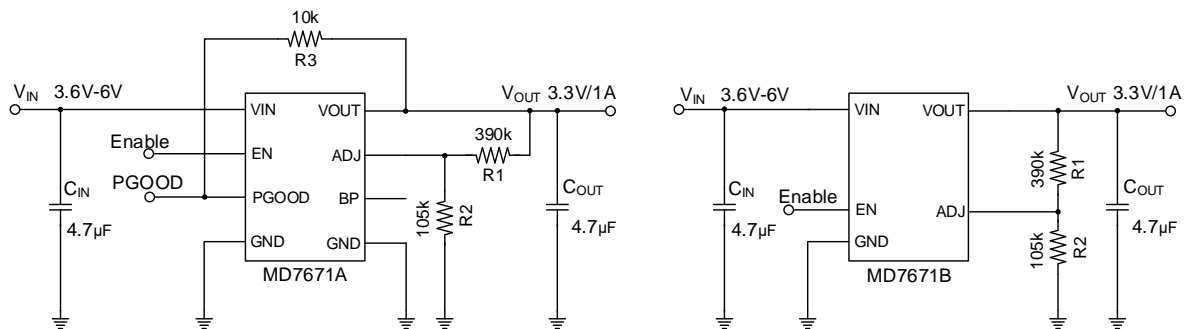 10k
R3
VIN 3.6V-6V
VOUT 3.3V/1A
VIN
VOUT
390k
R1
Enable
EN
ADJ
PGOOD
PGOOD
BP
CIN
4.7µF
105k
R2
COUT
4.7µF
GND
GND
MD7671A
VIN 3.6V-6V
VOUT 3.3V/1A
VIN
VOUT
390k
R1
CIN
4.7µF
Enable
EN
ADJ
COUT
4.7µF
GND
105k
R2
MD7671B